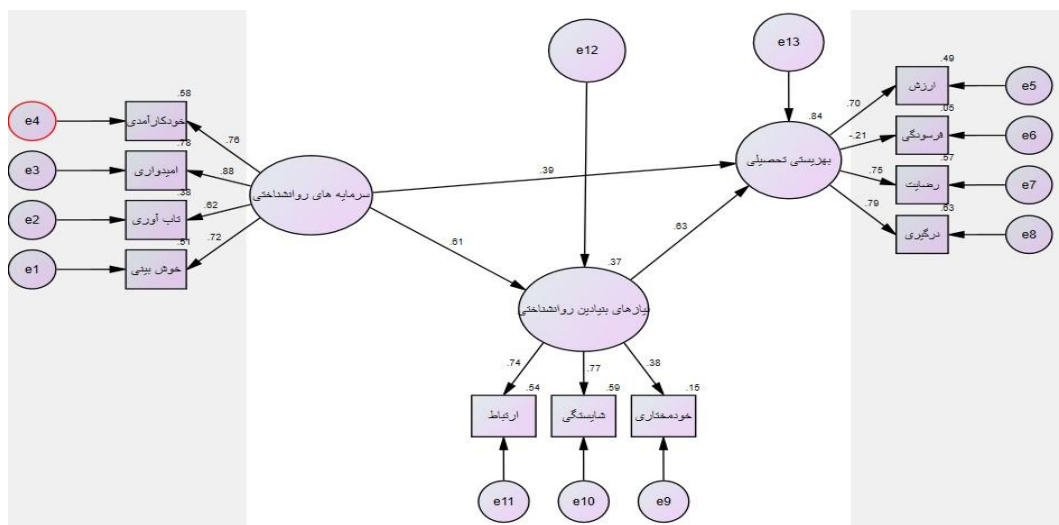 e12
e13
.58
.49
e4
خودکارآمدی
.76
ارزش
e5
.70
.84
.78
.05
e3
امیدواری
.88
-.21
فرسودگی
e6
بهزیستی تحصیلی
.38
.39
.57
سرمایه های روانشناختی
e2
تاب آوری
.62
.75
رضایت
e7
.51
.63
e1
خوش بینی
.72
.79
درگیری
e8
.61
.63
.37
نیازهای بنیادین روانشناختی
.74
.77
.38
.54
.59
.15
ارتباط
شایستگی
خودمختاری
e11
e10
e9